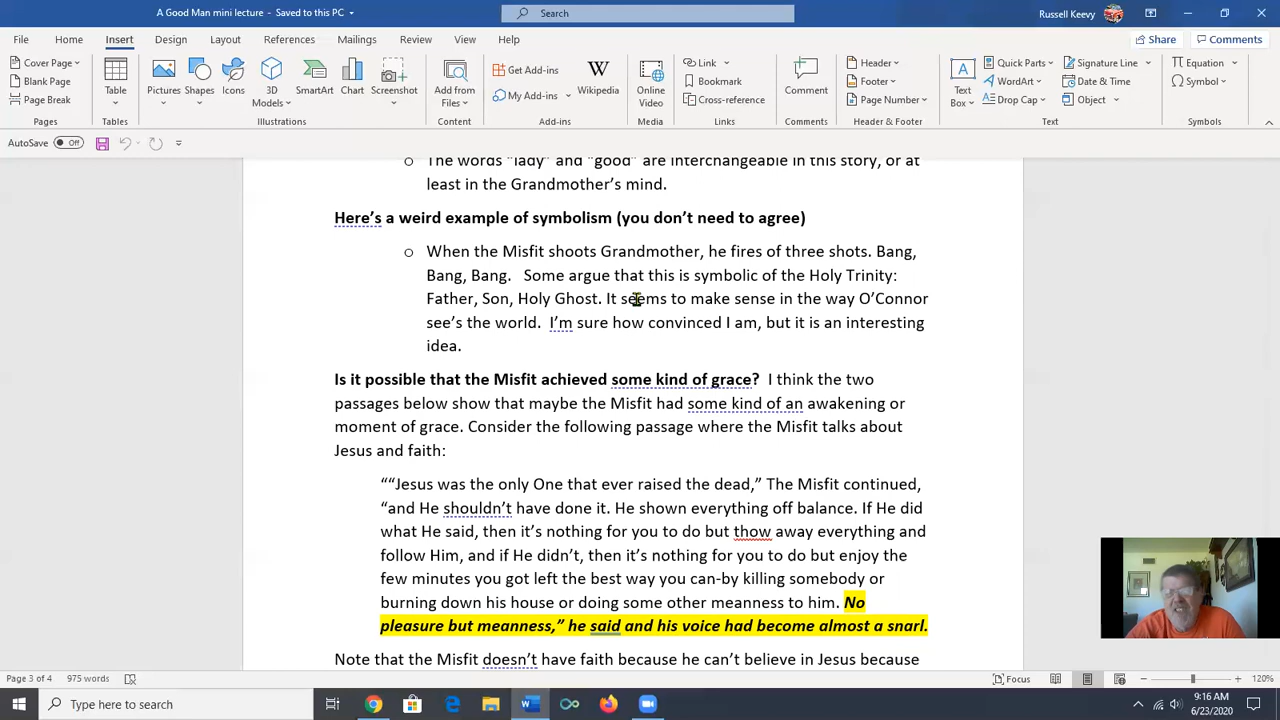 A Good Man mini lecture - Saved to this PC
Search
Russell Keevy
File Home Insert Design Layout References Mailings Review View Help
Share Comments
Cover Page
Blank Page
Page Break
Pages
Table
Tables
Pictures Shapes Icons 3D Models SmartArt Chart Screenshot
Illustrations
Add from Files
Content
Get Add-ins
My Add-ins
Wikipedia
Add-ins
Online Video
Media
Link
Bookmark
Cross-reference
Links
Comment
Comments
Header
Footer
Page Number
Header & Footer
Text Box
Quick Parts
WordArt
Drop Cap
Signature Line
Date & Time
Object
Text
Equation
Symbol
Symbols
AutoSave Off
o The words “lady” and “good” are interchangeable in this story, or at
least in the Grandmother’s mind.
Here’s a weird example of symbolism (you don’t need to agree)
o When the Misfit shoots Grandmother, he fires of three shots. Bang,
Bang, Bang. Some argue that this is symbolic of the Holy Trinity:
Father, Son, Holy Ghost. It seems to make sense in the way O’Connor
see’s the world. I’m sure how convinced I am, but it is an interesting
idea.
Is it possible that the Misfit achieved some kind of grace? I think the two
passages below show that maybe the Misfit had some kind of an awakening or
moment of grace. Consider the following passage where the Misfit talks about
Jesus and faith:
““Jesus was the only One that ever raised the dead,” The Misfit continued,
“and He shouldn’t have done it. He shown everything off balance. If He did
what He said, then it’s nothing for you to do but thow away everything and
follow Him, and if He didn’t, then it’s nothing for you to do but enjoy the
few minutes you got left the best way you can-by killing somebody or
burning down his house or doing some other meanness to him. No
pleasure but meanness,” he said and his voice had become almost a snarl.
Note that the Misfit doesn’t have faith because he can’t believe in Jesus because
Page 3 of 4 975 words
Focus
120%
Type here to search
9:16 AM
6/23/2020